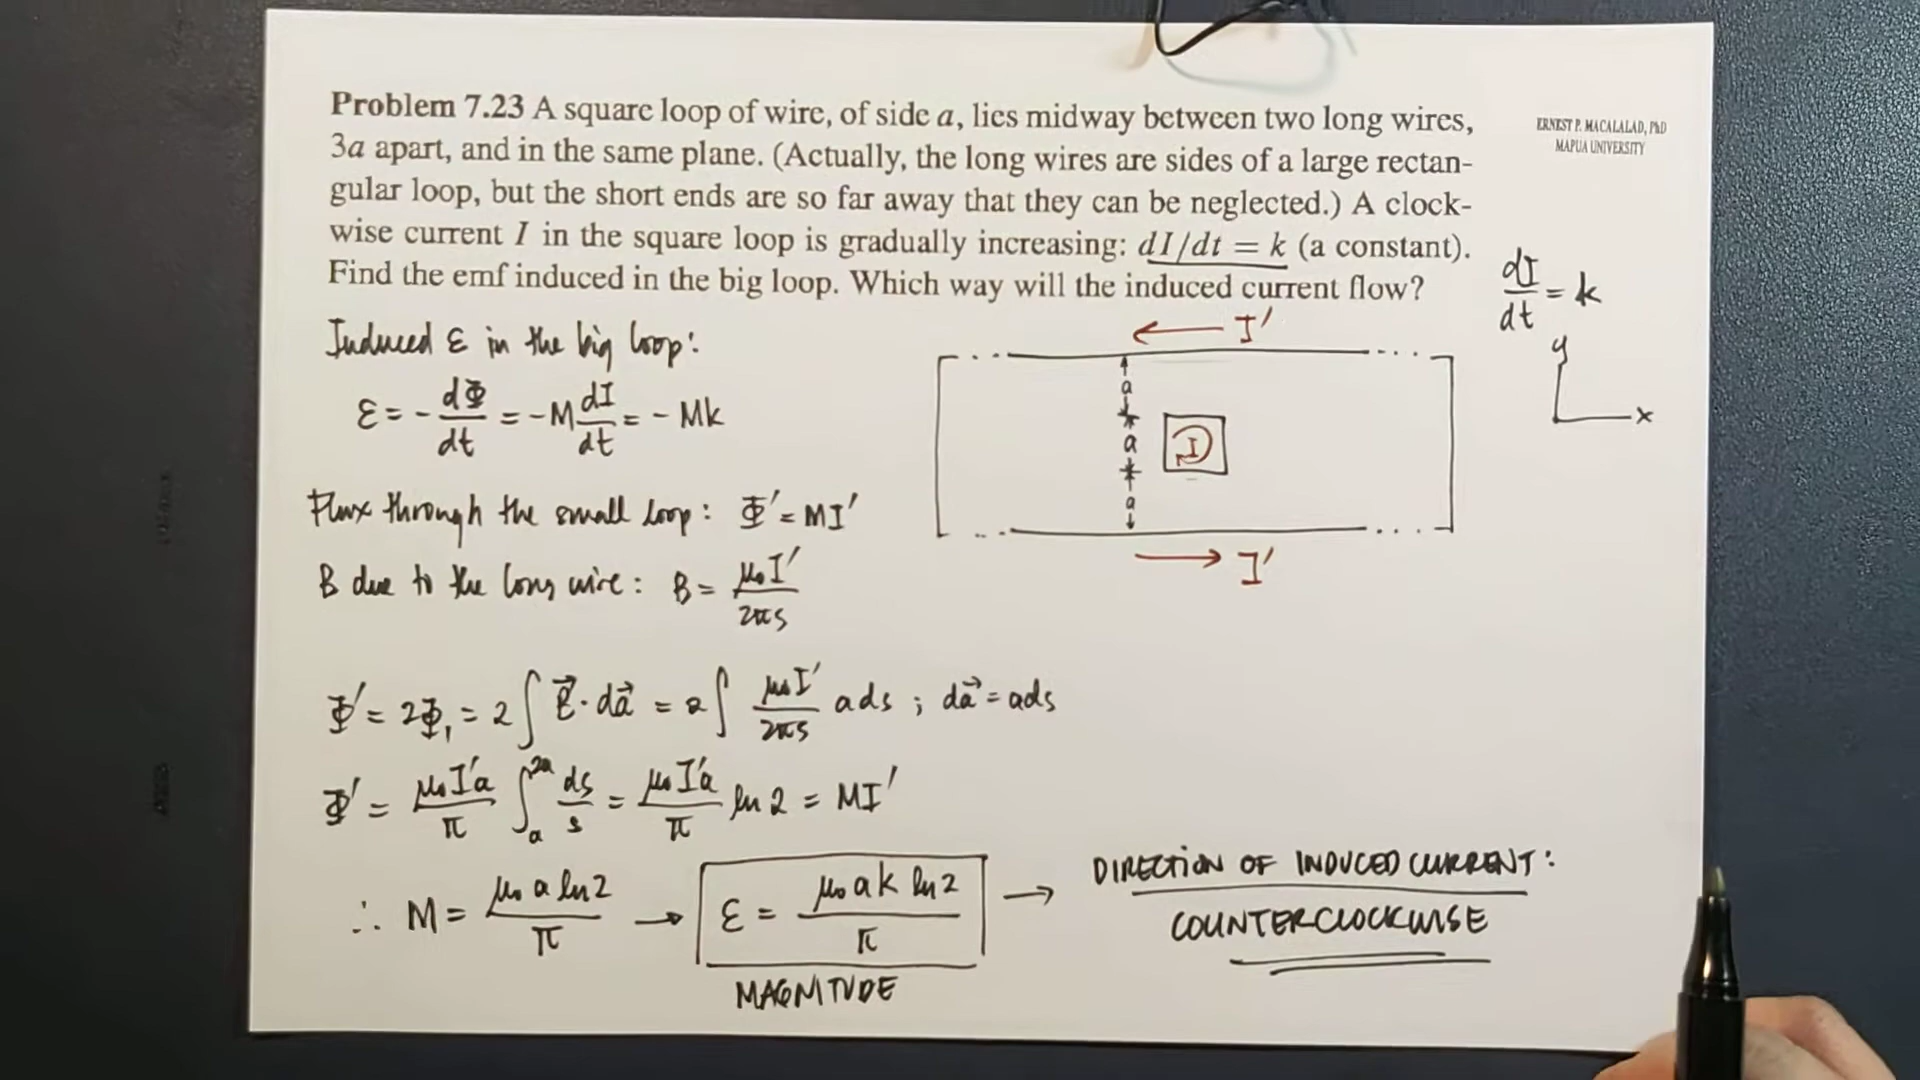 Problem 7.23 A square loop of wire, of side a, lies midway between two long wires,
3a apart, and in the same plane. (Actually, the long wires are sides of a large rectan-
gular loop, but the short ends are so far away that they can be neglected.) A clock-
wise current I in the square loop is gradually increasing: dI/dt = k (a constant).
Find the emf induced in the big loop. Which way will the induced current flow?
ERNEST P. MACALALAD, PhD
MAPUA UNIVERSITY
dI/dt = k
y
x
Induced ε in the big loop:
ε = - dΦ/dt = -M dI/dt = - Mk
I'
a
a
a
I
I'
Flux through the small loop: Φ' = MI'
B due to the long wire: B = μ₀I'/2πs
Φ' = 2Φ₁ = 2∫B⃗·da⃗ = 2∫ μ₀I'/2πs ads ; da⃗ = ads
Φ' = μ₀I'a/π ∫ₐ²ᵃ ds/s = μ₀I'a/π ln 2 = MI'
∴ M = μ₀ a ln2/π → ε = μ₀ a k ln2/π →
MAGNITUDE
DIRECTION OF INDUCED CURRENT:
COUNTERCLOCKWISE